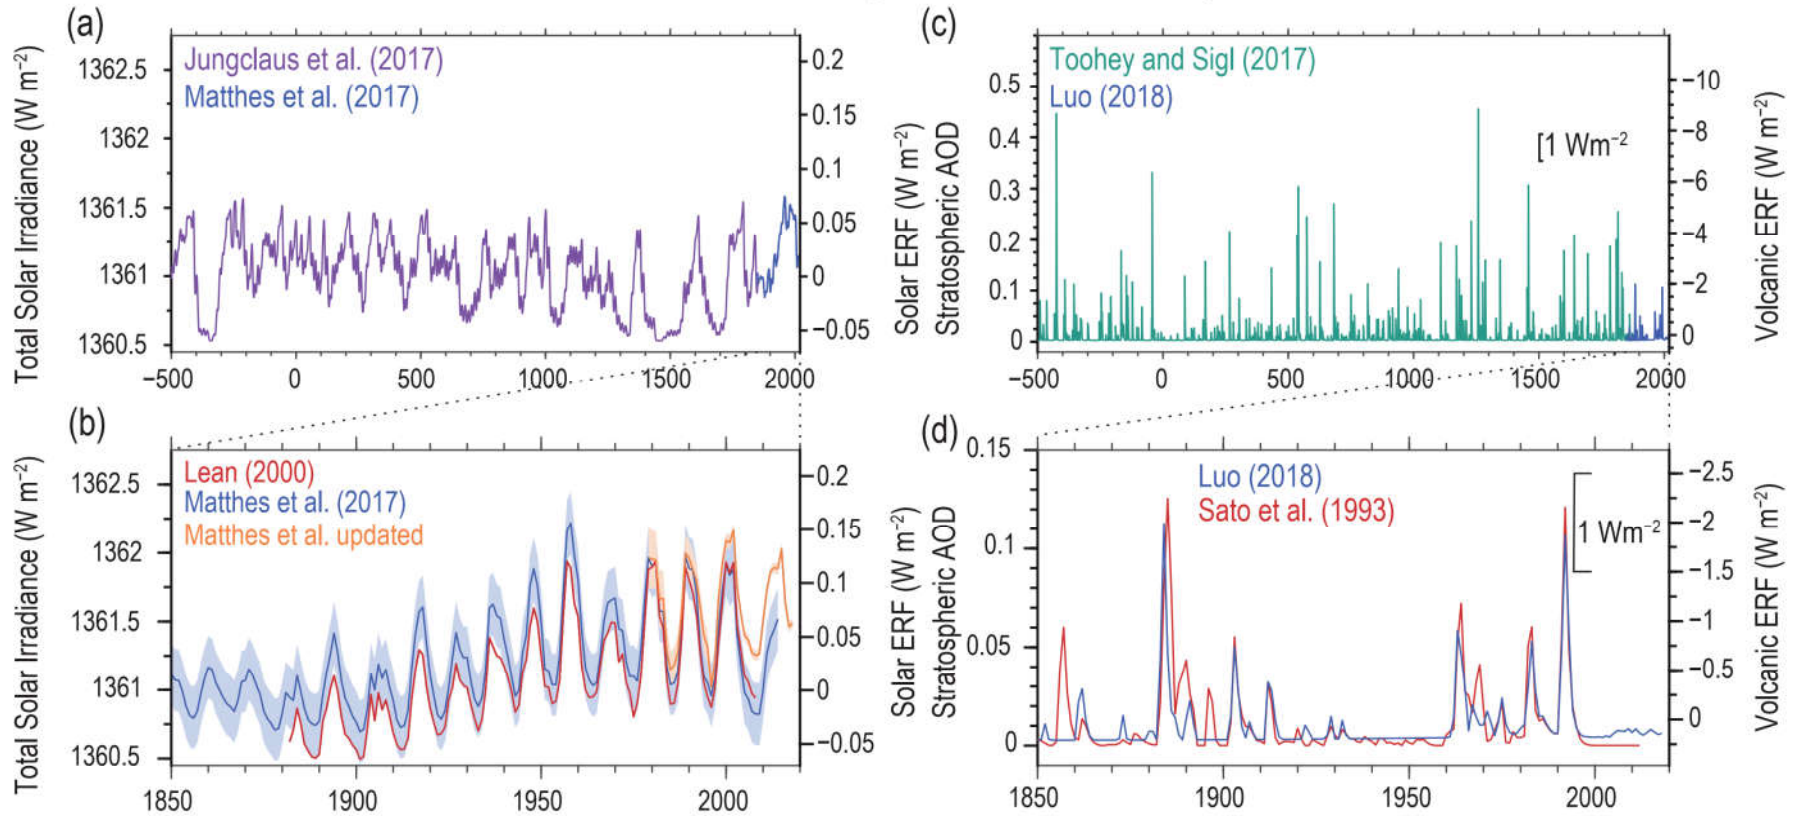 (a)
Total Solar Irradiance (W m⁻²)
1362.5
1362
1361.5
1361
1360.5
Jungclaus et al. (2017)
Matthes et al. (2017)
0.2
0.15
0.1
0.05
0
−0.05
Solar ERF (W m⁻²)
−500
0
500
1000
1500
2000
(c)
Stratospheric AOD
0.5
0.4
0.3
0.2
0.1
0
Toohey and Sigl (2017)
Luo (2018)
[1 Wm⁻²
−10
−8
−6
−4
−2
0
Volcanic ERF (W m⁻²)
−500
0
500
1000
1500
2000
(b)
Total Solar Irradiance (W m⁻²)
1362.5
1362
1361.5
1361
1360.5
Lean (2000)
Matthes et al. (2017)
Matthes et al. updated
0.2
0.15
0.1
0.05
0
−0.05
Solar ERF (W m⁻²)
1850
1900
1950
2000
(d)
Stratospheric AOD
0.15
0.1
0.05
0
Luo (2018)
Sato et al. (1993)
1 Wm⁻²
−2.5
−2
−1.5
−1
−0.5
0
Volcanic ERF (W m⁻²)
1850
1900
1950
2000